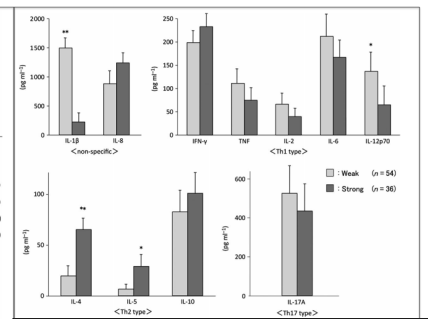 2000
1500
1000
500
0
(pg ml⁻¹)
**
IL-1β IL-8
<non-specific>
250
200
150
100
50
0
(pg ml⁻¹)
*
IFN-γ TNF IL-2 IL-6 IL-12p70
<Th1 type>
100
50
0
(pg ml⁻¹)
**
*
IL-4 IL-5 IL-10
<Th2 type>
600
400
200
0
(pg ml⁻¹)
IL-17A
<Th17 type>
: Weak (n = 54)
: Strong (n = 36)